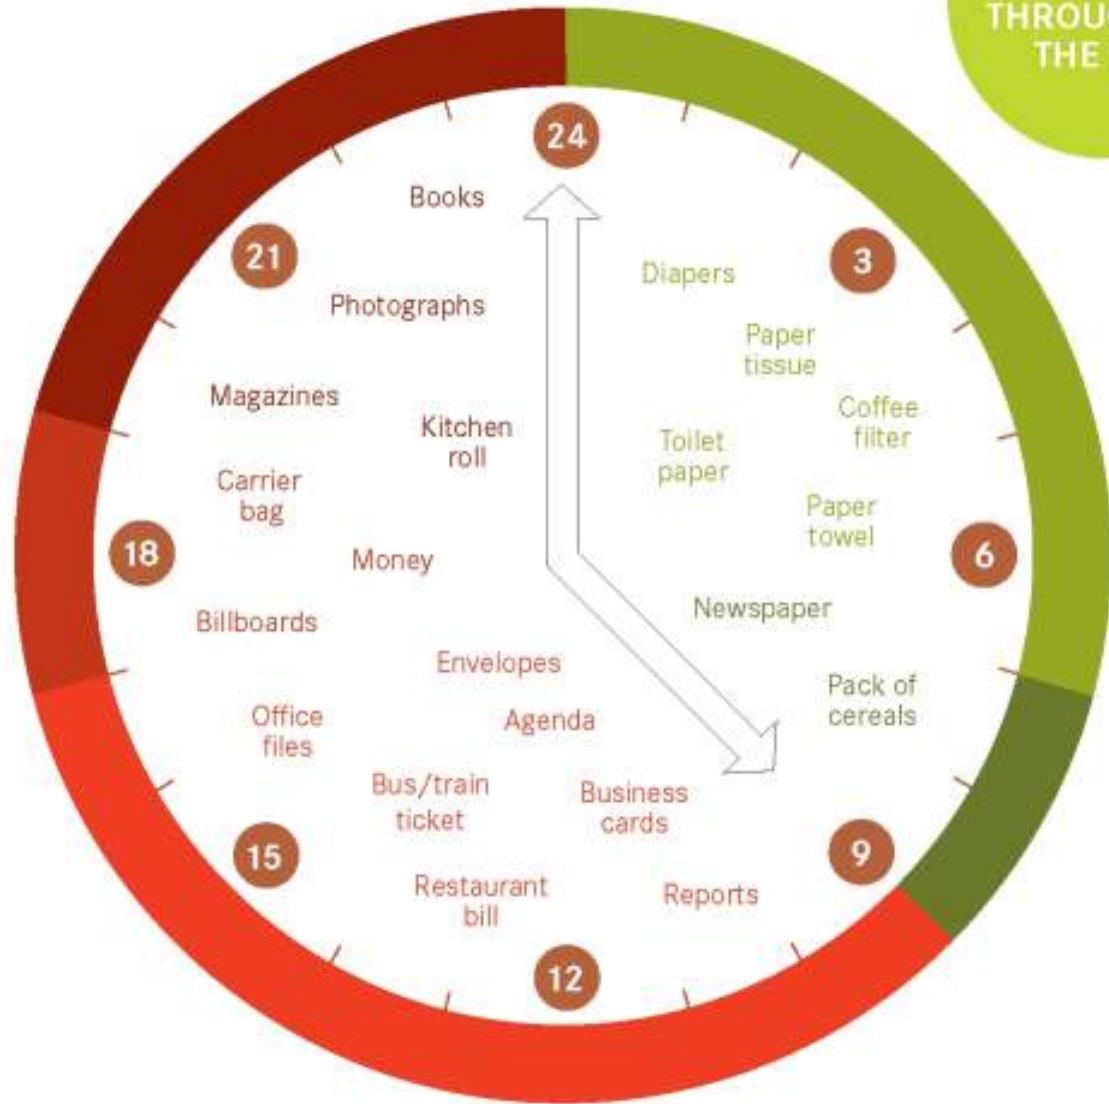 THE
24
Books
21
3
Diapers
Photographs
Paper
tissue
Magazines
Coffee
filter
Kitchen
roll
Toilet
paper
Carrier
bag
Paper
towel
18
Money
6
Newspaper
Billboards
Envelopes
Pack of
cereals
Office
files
Agenda
Bus/train
ticket
Business
cards
15
9
Restaurant
bill
Reports
12